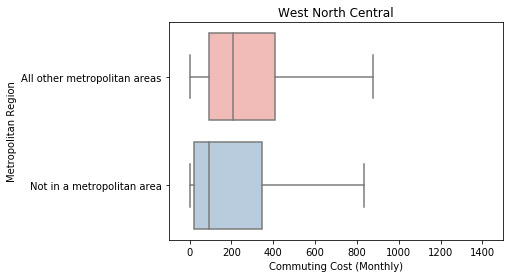 West North Central
Metropolitan Region
All other metropolitan areas
Not in a metropolitan area
0 200 400 600 800 1000 1200 1400
Commuting Cost (Monthly)